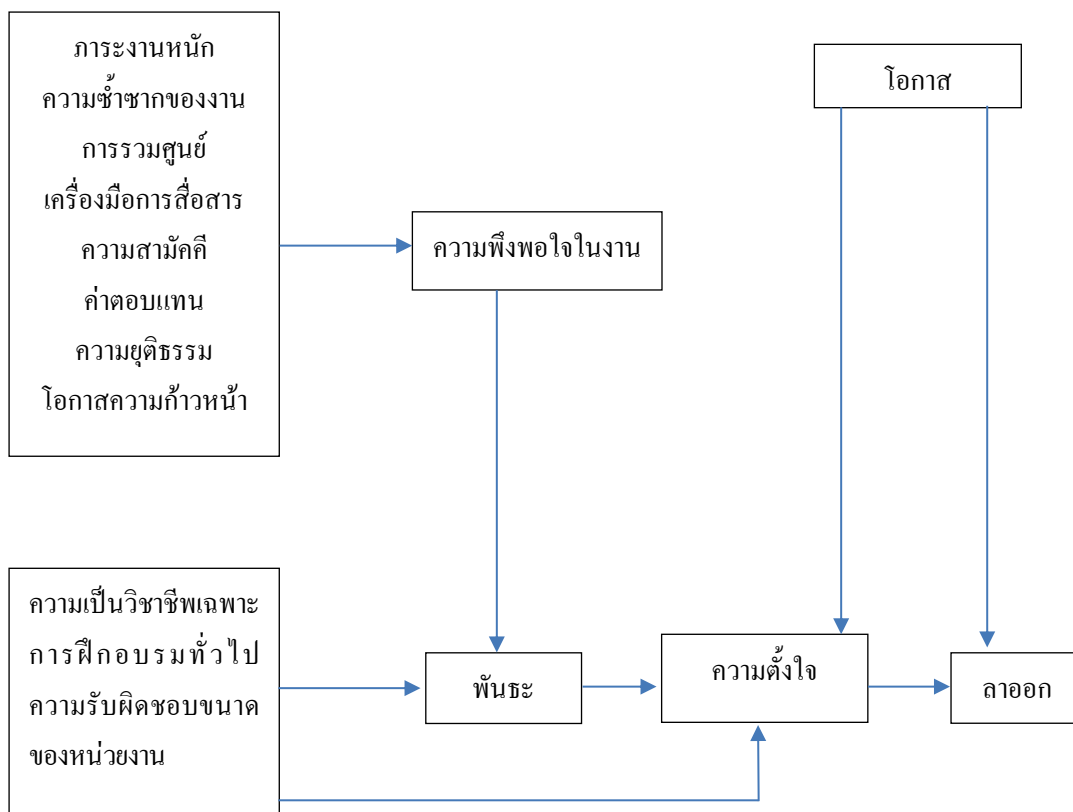 ภาระงานหนัก
ความซ้ำซากของงาน
การรวมศูนย์
เครื่องมือการสื่อสาร
ความสามัคคี
ค่าตอบแทน
ความยุติธรรม
โอกาสความก้าวหน้า
โอกาส
ความพึงพอใจในงาน
ความเป็นวิชาชีพเฉพาะ
การฝึกอบรมทั่วไป
ความรับผิดชอบขนาด
ของหน่วยงาน
พันธะ
ความตั้งใจ
ลาออก